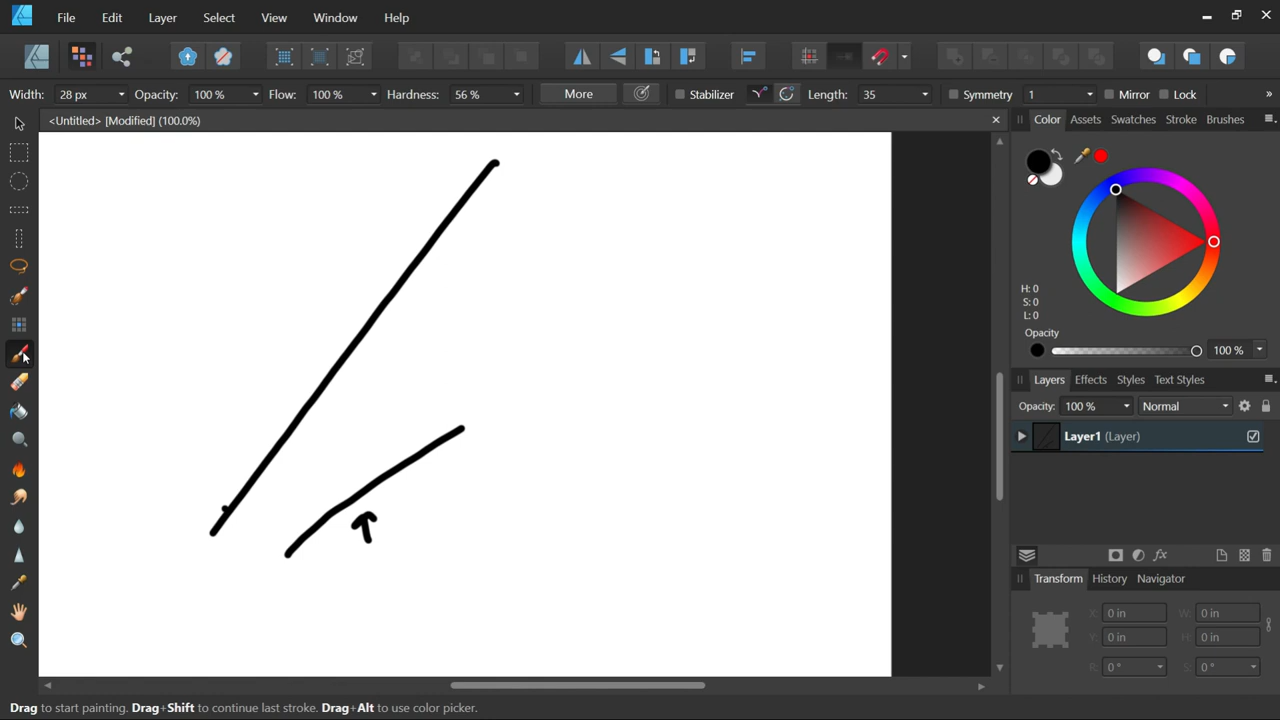 File Edit Layer Select View Window Help
Width: 28 px Opacity: 100 % Flow: 100 % Hardness: 56 % More Stabilizer Length: 35 Symmetry 1 Mirror Lock »
<Untitled> [Modified] (100.0%)
Color Assets Swatches Stroke Brushes
H: 0
S: 0
L: 0
Opacity
100 %
Layers Effects Styles Text Styles
Opacity: 100 % Normal
Layer1 (Layer)
fx
Transform History Navigator
X: 0 in W: 0 in
Y: 0 in H: 0 in
R: 0 ° S: 0 °
Drag to start painting. Drag+Shift to continue last stroke. Drag+Alt to use color picker.